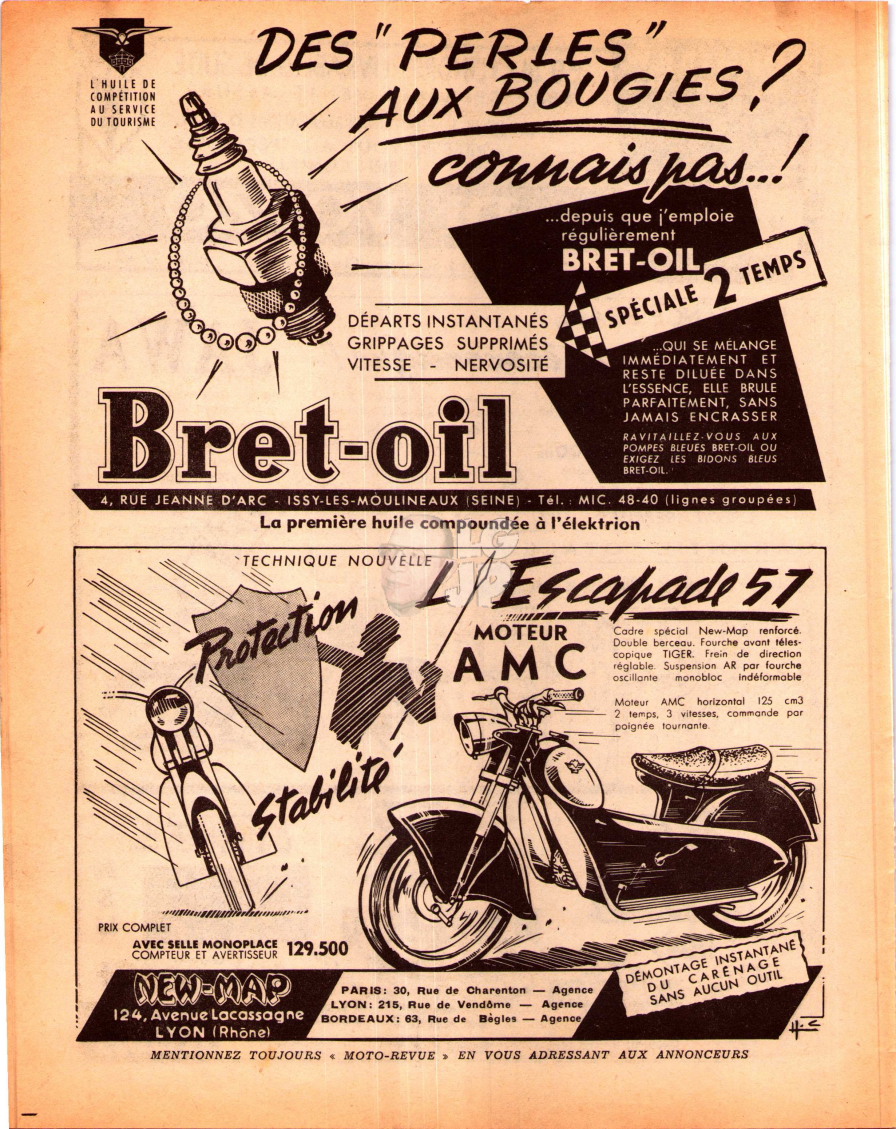 L'HUILE DE
COMPÉTITION
AU SERVICE
DU TOURISME
DES "PERLES"
AUX BOUGIES ?
connais pas...!
...depuis que j'emploie
régulièrement
BRET-OIL
SPÉCIALE 2 TEMPS
DÉPARTS INSTANTANÉS
GRIPPAGES SUPPRIMÉS
VITESSE - NERVOSITÉ
...QUI SE MÉLANGE
IMMÉDIATEMENT ET
RESTE DILUÉE DANS
L'ESSENCE, ELLE BRULE
PARFAITEMENT, SANS
JAMAIS ENCRASSER
RAVITAILLEZ-VOUS AUX
POMPES BLEUES BRET-OIL OU
EXIGEZ LES BIDONS BLEUS
BRET-OIL.
Bret-oil
4, RUE JEANNE D'ARC - ISSY-LES-MOULINEAUX (SEINE) - Tél. : MIC. 48-40 (lignes groupées)
La première huile compoundée à l'élektrion
LG
JP
TECHNIQUE NOUVELLE
L'Escapade 57
Protection
Stabilité
MOTEUR
AMC
Cadre spécial New-Map renforcé.
Double berceau. Fourche avant téles-
copique TIGER. Frein de direction
réglable. Suspension AR par fourche
oscillante monobloc indéformable
Moteur AMC horizontal 125 cm3
2 temps, 3 vitesses, commande par
poignée tournante.
PRIX COMPLET
AVEC SELLE MONOPLACE
COMPTEUR ET AVERTISSEUR 129.500
DÉMONTAGE INSTANTANÉ
DU CARÉNAGE
SANS AUCUN OUTIL
NEW-MAP
124, Avenue Lacassagne
LYON (Rhône)
PARIS : 30, Rue de Charenton — Agence
LYON : 215, Rue de Vendôme — Agence
BORDEAUX : 63, Rue de Bègles — Agence
H.C
MENTIONNEZ TOUJOURS « MOTO-REVUE » EN VOUS ADRESSANT AUX ANNONCEURS